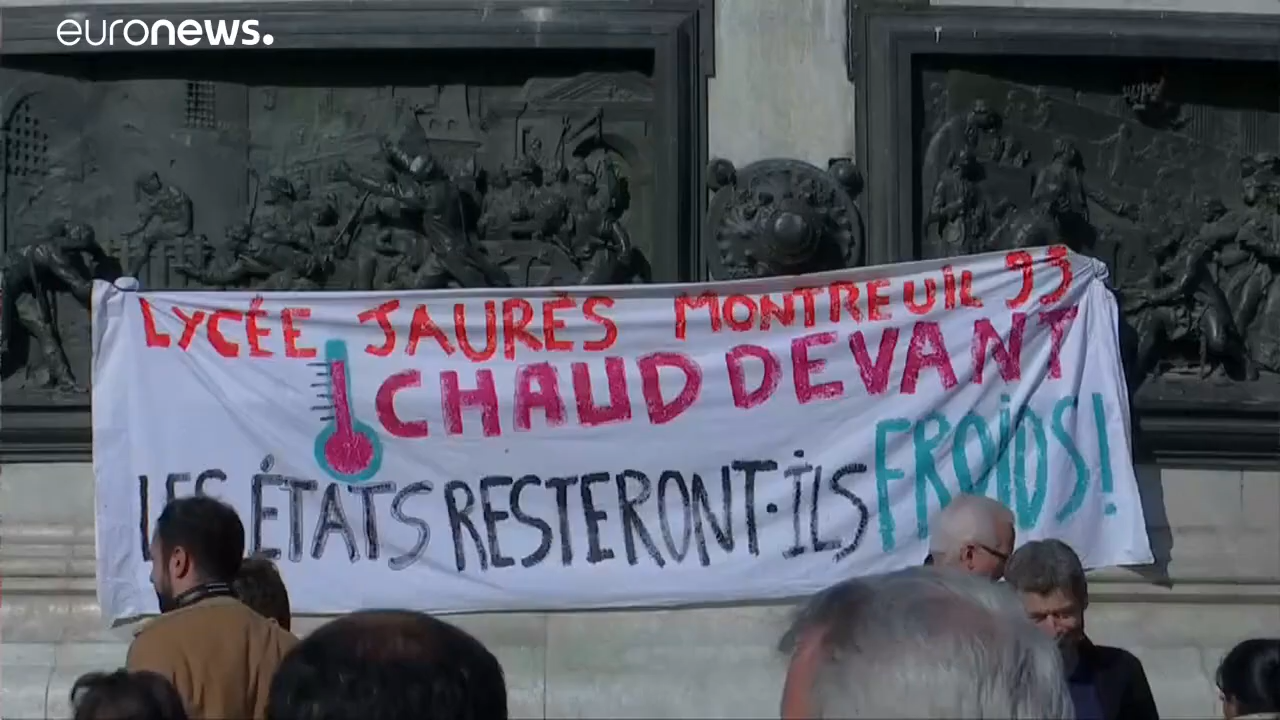 euronews.
LYCÉE JAURÈS MONTREUIL 93
CHAUD DEVANT
LES ÉTATS RESTERONT-ILS FROIDS!